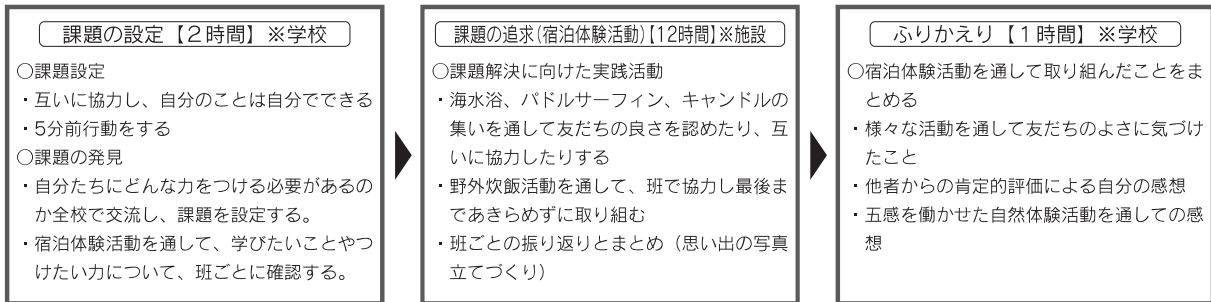 課題の設定【2時間】※学校
○課題設定
・互いに協力し、自分のことは自分でできる
・5分前行動をする
○課題の発見
・自分たちにどんな力をつける必要があるの
か全校で交流し、課題を設定する。
・宿泊体験活動を通して、学びたいことやつ
けたい力について、班ごとに確認する。
課題の追求(宿泊体験活動)【12時間】※施設
○課題解決に向けた実践活動
・海水浴、パドルサーフィン、キャンドルの
集いを通して友だちの良さを認めたり、互
いに協力したりする
・野外炊飯活動を通して、班で協力し最後ま
であきらめずに取り組む
・班ごとの振り返りとまとめ（思い出の写真
立てづくり）
ふりかえり【1時間】※学校
○宿泊体験活動を通して取り組んだことをま
とめる
・様々な活動を通して友だちのよさに気づけ
たこと
・他者からの肯定的評価による自分の感想
・五感を働かせた自然体験活動を通しての感
想